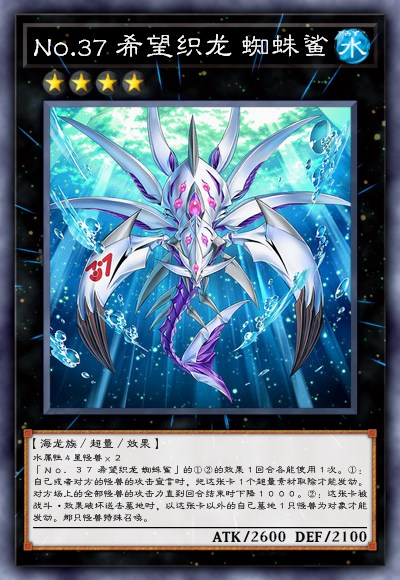 No.37 希望织龙 蜘蛛鲨
水
37
【海龙族/超量/效果】
水属性4星怪兽×2
「No.37 希望织龙 蜘蛛鲨」的①②的效果1回合各能使用1次。①：
自己或者对方的怪兽的攻击宣言时，把这张卡1个超量素材取除才能发动。
对方场上的全部怪兽的攻击力直到回合结束时下降1000。②：这张卡被
战斗·效果破坏送去墓地时，以这张卡以外的自己墓地1只怪兽为对象才能发
动。那只怪兽特殊召唤。
ATK/2600 DEF/2100